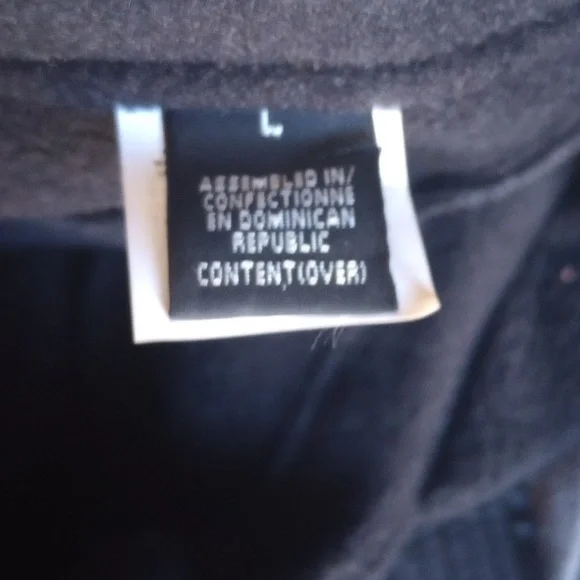 L
ASSEMBLED IN/
CONFECTIONNE
EN DOMINICAN
REPUBLIC
CONTENT(OVER)